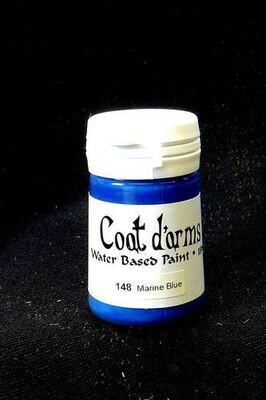 Coat d'arms
Water Based Paint •
148 Marine Blue